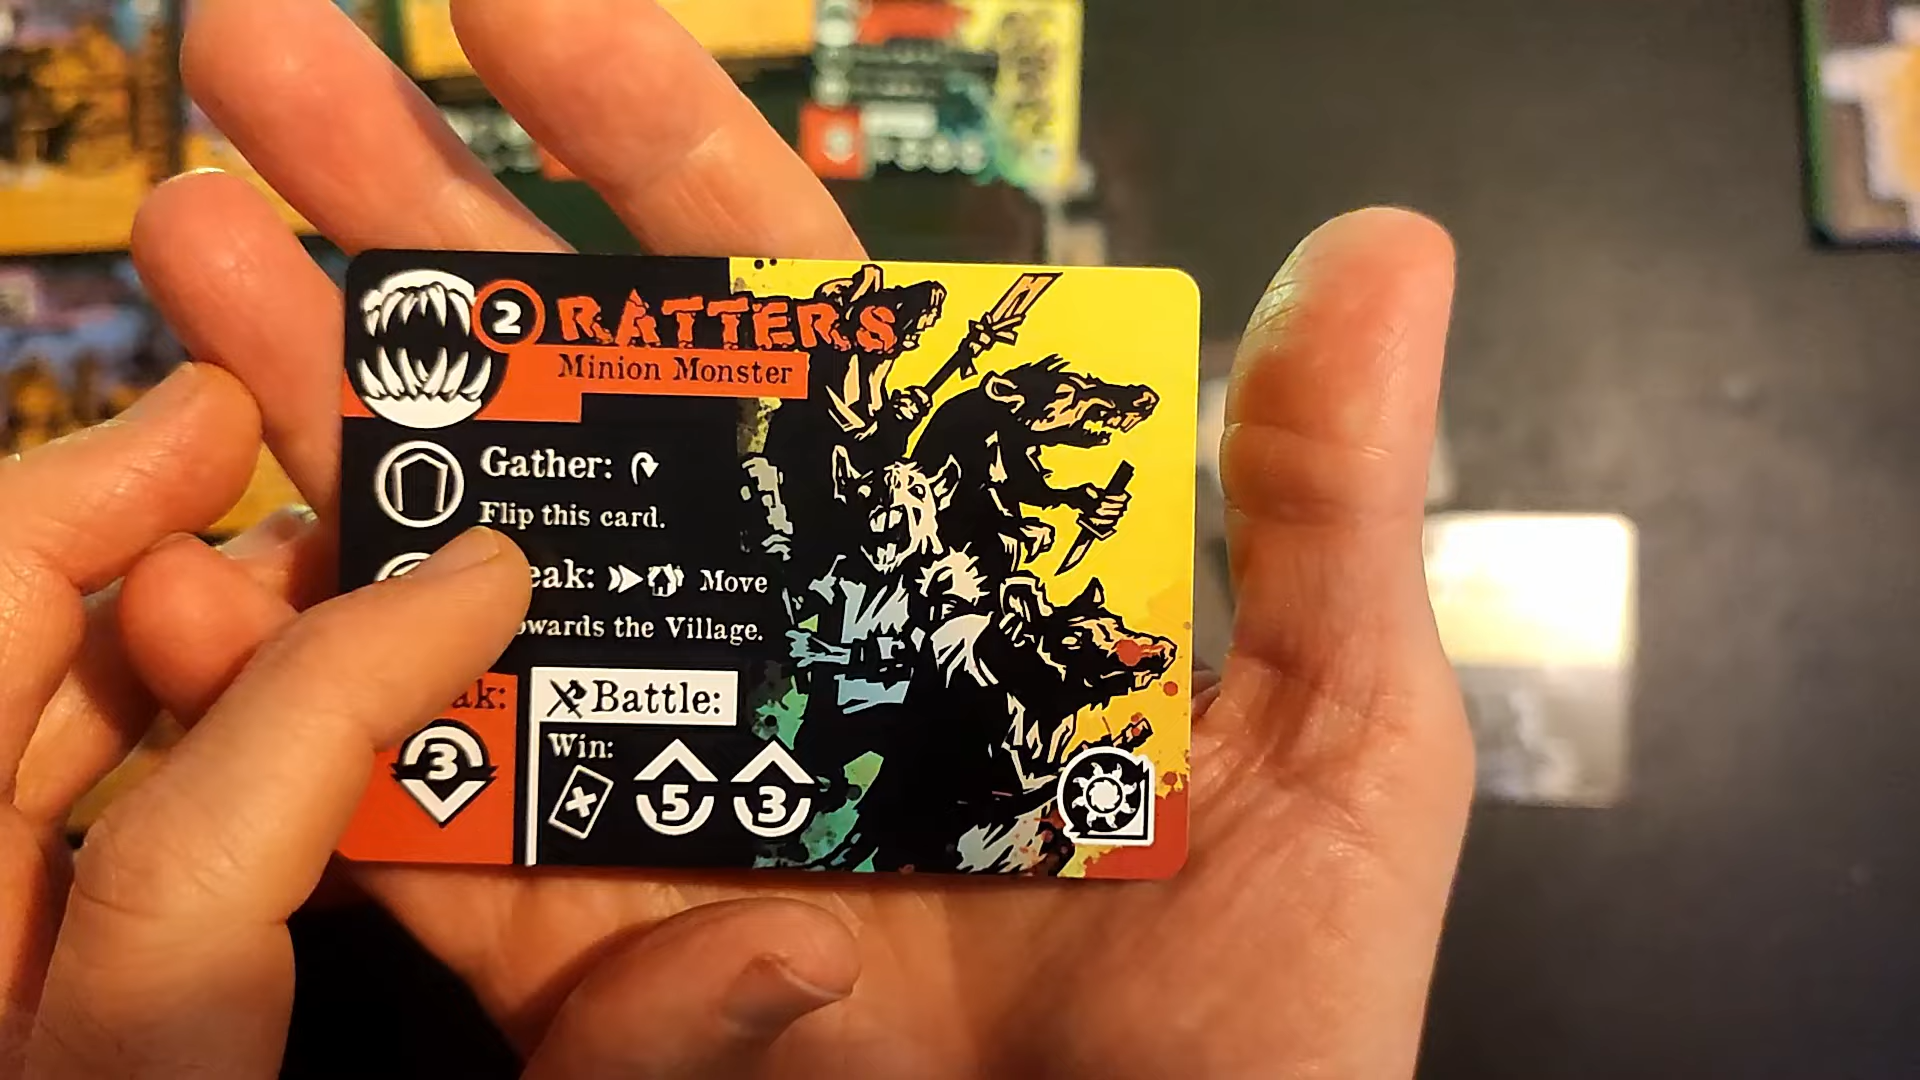 2 RATTERS
Minion Monster
Gather:
Flip this card.
eak: Move
owards the Village.
ak:
3
Battle:
Win:
5 3